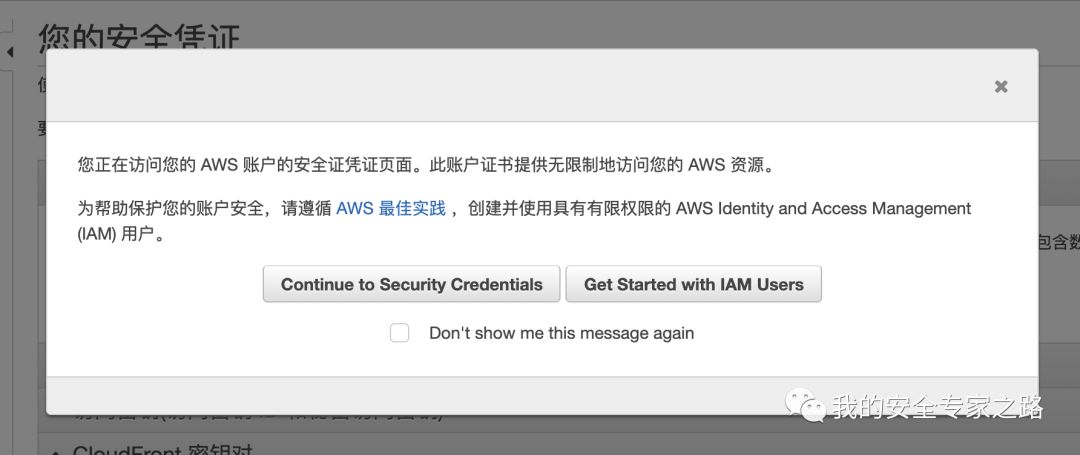 您的安全凭证
您正在访问您的 AWS 账户的安全证凭证页面。此账户证书提供无限制地访问您的 AWS 资源。
为帮助保护您的账户安全，请遵循 AWS 最佳实践 ，创建并使用具有有限权限的 AWS Identity and Access Management
(IAM) 用户。
包含数
Continue to Security Credentials Get Started with IAM Users
Don't show me this message again
我的安全专家之路
CloudFront 密钥对